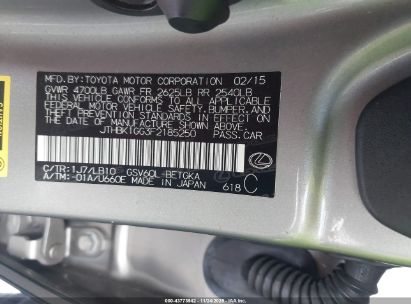 MFD.BY:TOYOTA MOTOR CORPORATION 02/15
GVWR 4700LB GAWR FR 2625LB RR 2540LB
THIS VEHICLE CONFORMS TO ALL APPLICABLE
FEDERAL MOTOR VEHICLE SAFETY, BUMPER, AND
THEFT PREVENTION STANDARDS IN EFFECT ON
THE DATE OF MANUFACTURE SHOWN ABOVE.
JTHBK1GG3F2185250 PASS.CAR
C/TR:1J7/LB10 GSV60L-BETGKA
A/TM:-01A/U660E MADE IN JAPAN 618C
LEXUS